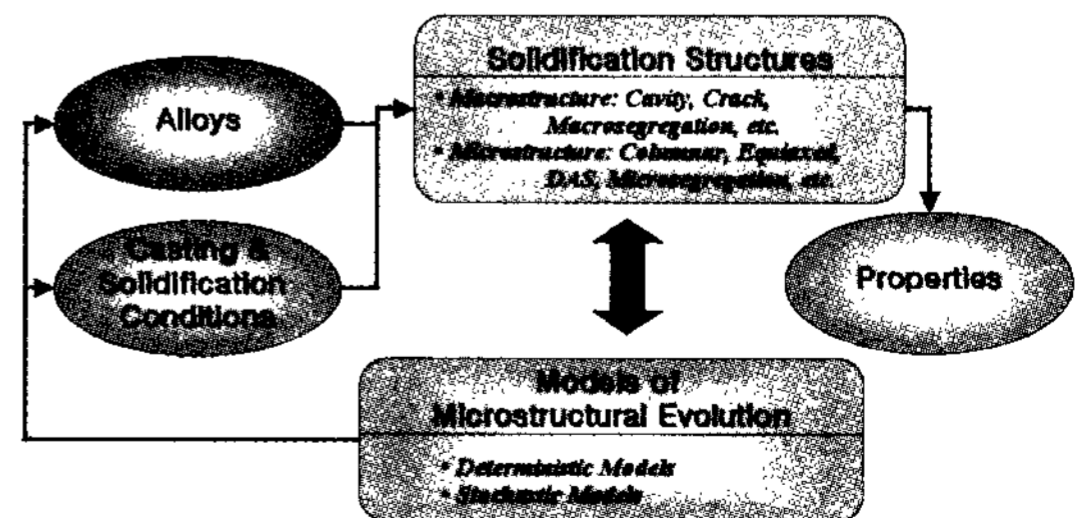 Solidification Structures
• Macrostructure: Cavity, Crack,
Macrosegregation, etc.
• Microstructure: Columnar, Equiaxed,
DAS, Microsegregation, etc.
Alloys
Casting &
Solidification
Conditions
Properties
Models of
Microstructural Evolution
• Deterministic Models
• Stochastic Models